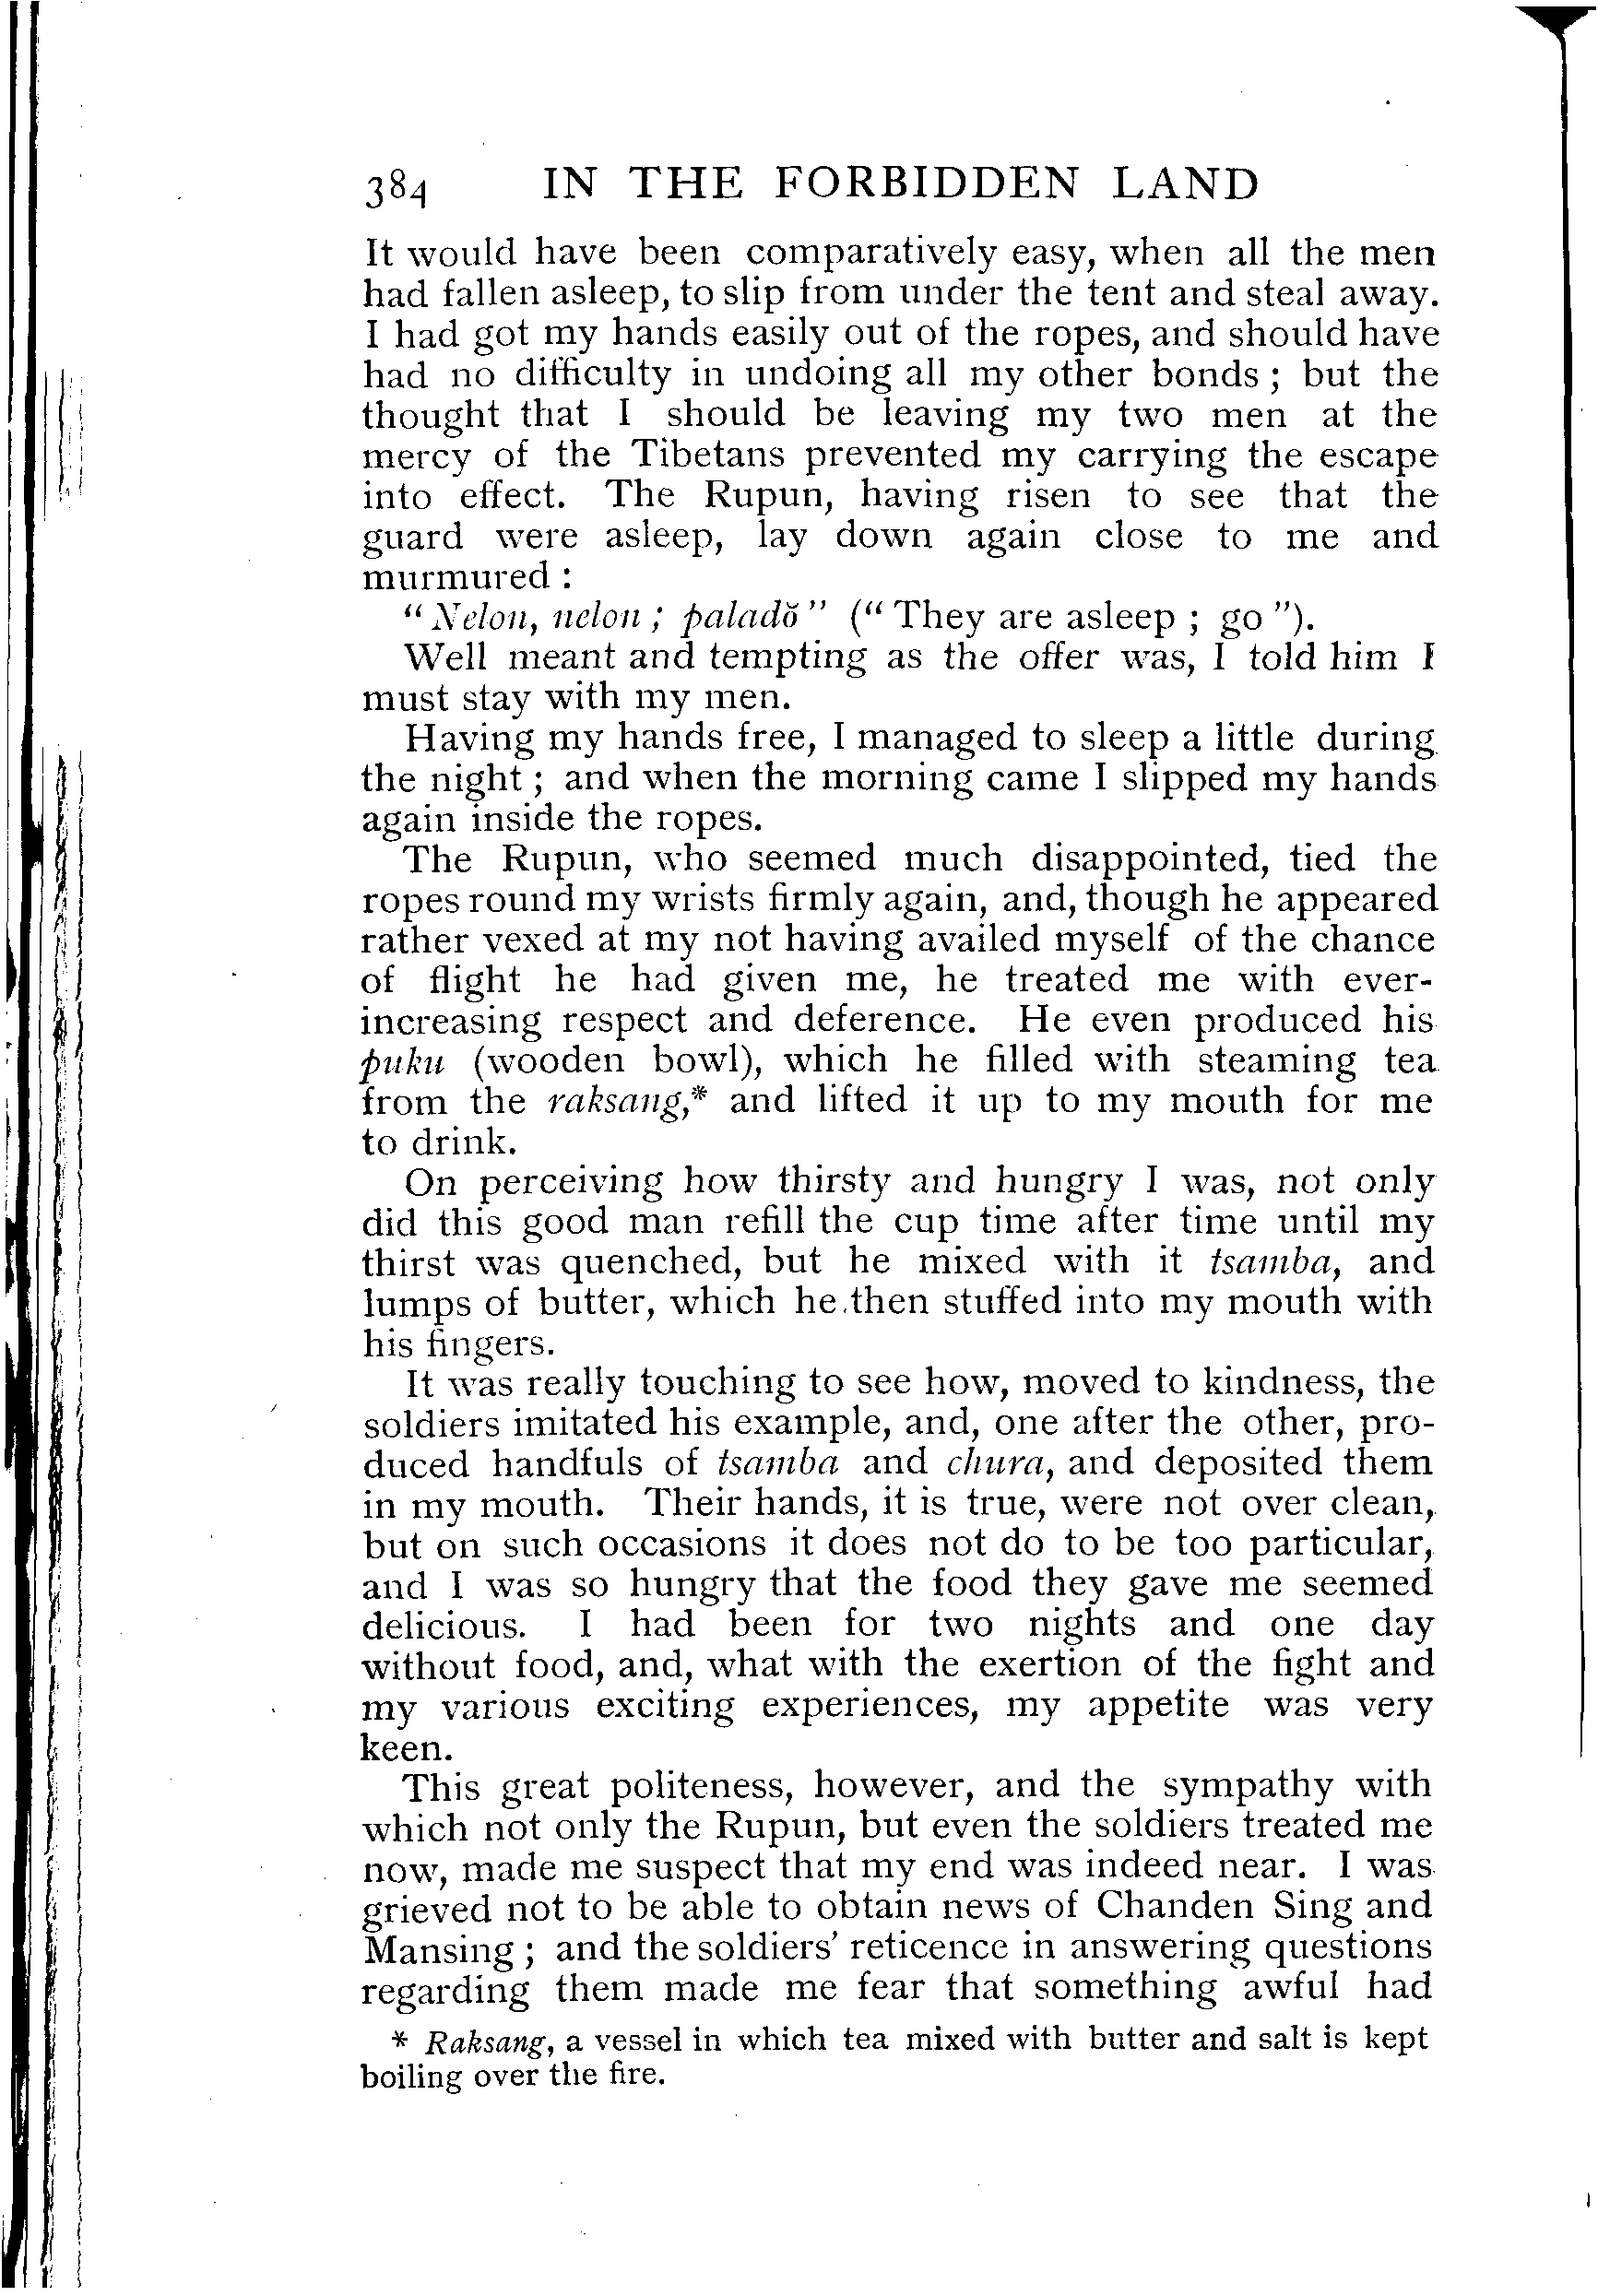 384 IN THE FORBIDDEN LAND
It would have been comparatively easy, when all the men
had fallen asleep, to slip from under the tent and steal away.
I had got my hands easily out of the ropes, and should have
had no difficulty in undoing all my other bonds ; but the
thought that I should be leaving my two men at the
mercy of the Tibetans prevented my carrying the escape
into effect. The Rupun, having risen to see that the
guard were asleep, lay down again close to me and
murmured :
“ Nelon, nelon ; paladŏ ” (“ They are asleep ; go ”).
Well meant and tempting as the offer was, I told him I
must stay with my men.
Having my hands free, I managed to sleep a little during
the night ; and when the morning came I slipped my hands
again inside the ropes.
The Rupun, who seemed much disappointed, tied the
ropes round my wrists firmly again, and, though he appeared
rather vexed at my not having availed myself of the chance
of flight he had given me, he treated me with ever-
increasing respect and deference. He even produced his
puku (wooden bowl), which he filled with steaming tea
from the raksang,* and lifted it up to my mouth for me
to drink.
On perceiving how thirsty and hungry I was, not only
did this good man refill the cup time after time until my
thirst was quenched, but he mixed with it tsamba, and
lumps of butter, which he then stuffed into my mouth with
his fingers.
It was really touching to see how, moved to kindness, the
soldiers imitated his example, and, one after the other, pro-
duced handfuls of tsamba and chura, and deposited them
in my mouth. Their hands, it is true, were not over clean,
but on such occasions it does not do to be too particular,
and I was so hungry that the food they gave me seemed
delicious. I had been for two nights and one day
without food, and, what with the exertion of the fight and
my various exciting experiences, my appetite was very
keen.
This great politeness, however, and the sympathy with
which not only the Rupun, but even the soldiers treated me
now, made me suspect that my end was indeed near. I was
grieved not to be able to obtain news of Chanden Sing and
Mansing ; and the soldiers’ reticence in answering questions
regarding them made me fear that something awful had
* Raksang, a vessel in which tea mixed with butter and salt is kept
boiling over the fire.